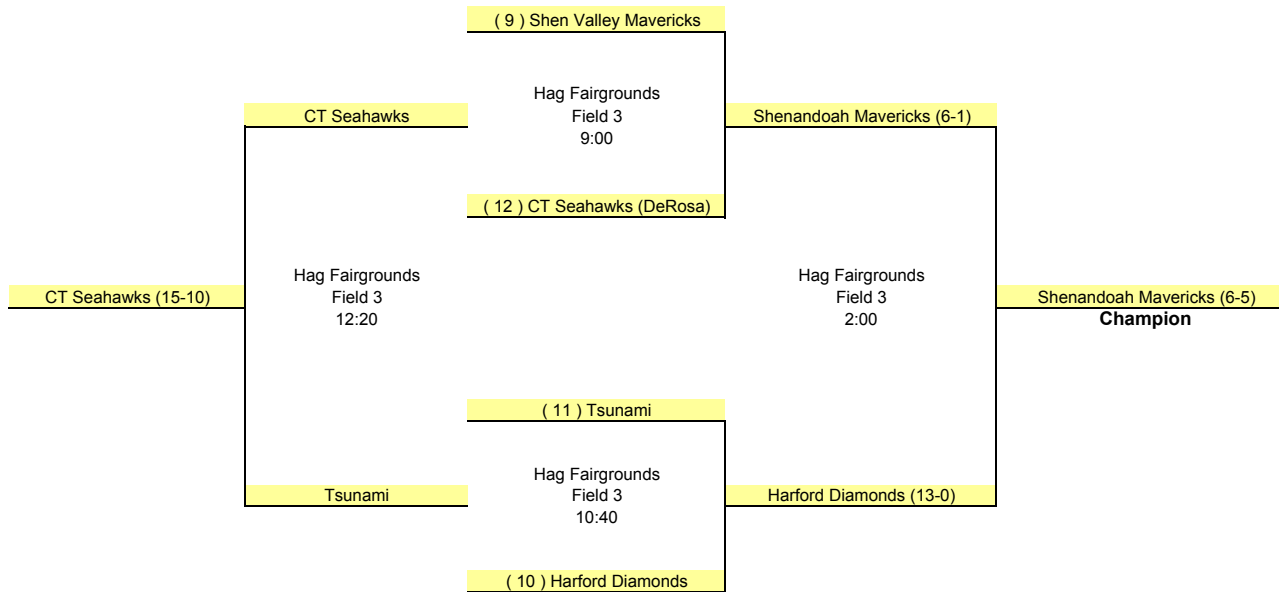 ( 9 ) Shen Valley Mavericks
Hag Fairgrounds
Field 3
9:00
CT Seahawks
Shenandoah Mavericks (6-1)
( 12 ) CT Seahawks (DeRosa)
Hag Fairgrounds
Field 3
12:20
Hag Fairgrounds
Field 3
2:00
CT Seahawks (15-10)
Shenandoah Mavericks (6-5)
Champion
( 11 ) Tsunami
Hag Fairgrounds
Field 3
10:40
Tsunami
Harford Diamonds (13-0)
( 10 ) Harford Diamonds